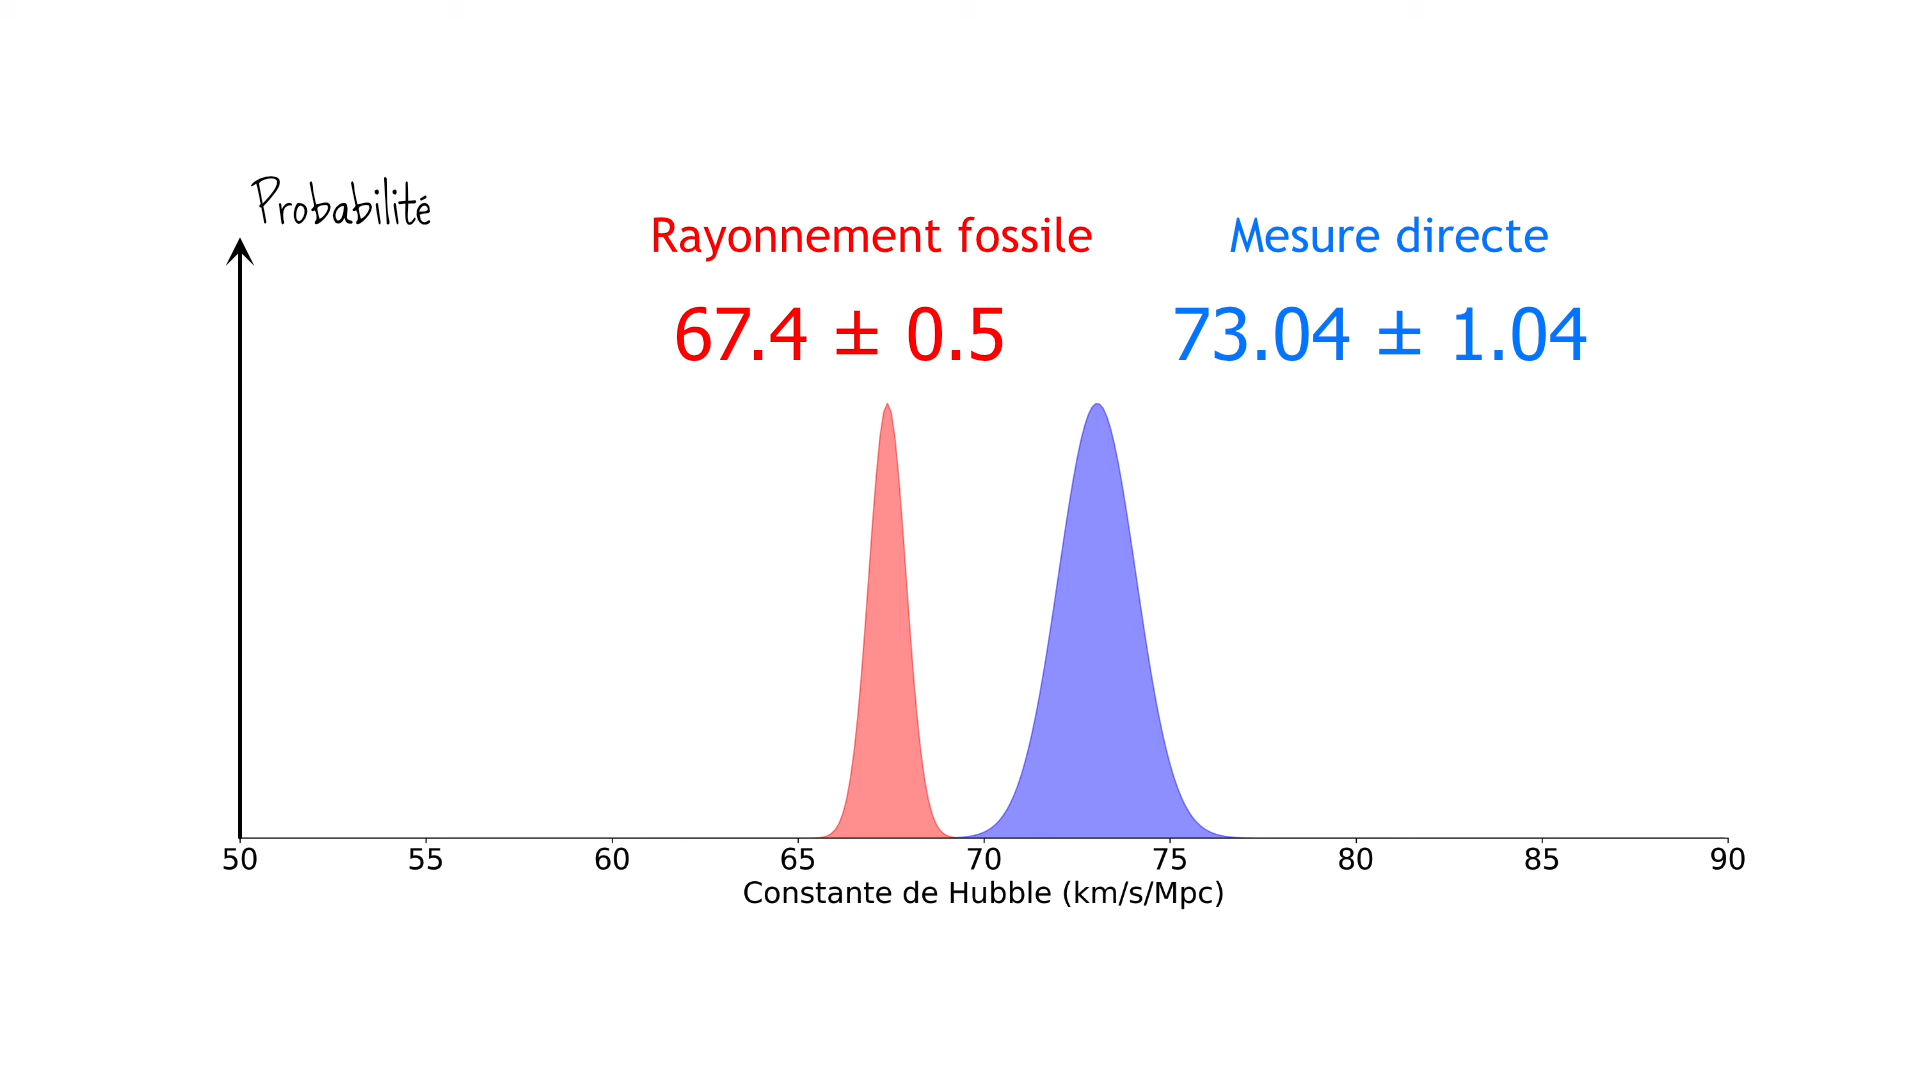 Probabilité
Rayonnement fossile
Mesure directe
67.4 ± 0.5
73.04 ± 1.04
50 55 60 65 70 75 80 85 90
Constante de Hubble (km/s/Mpc)